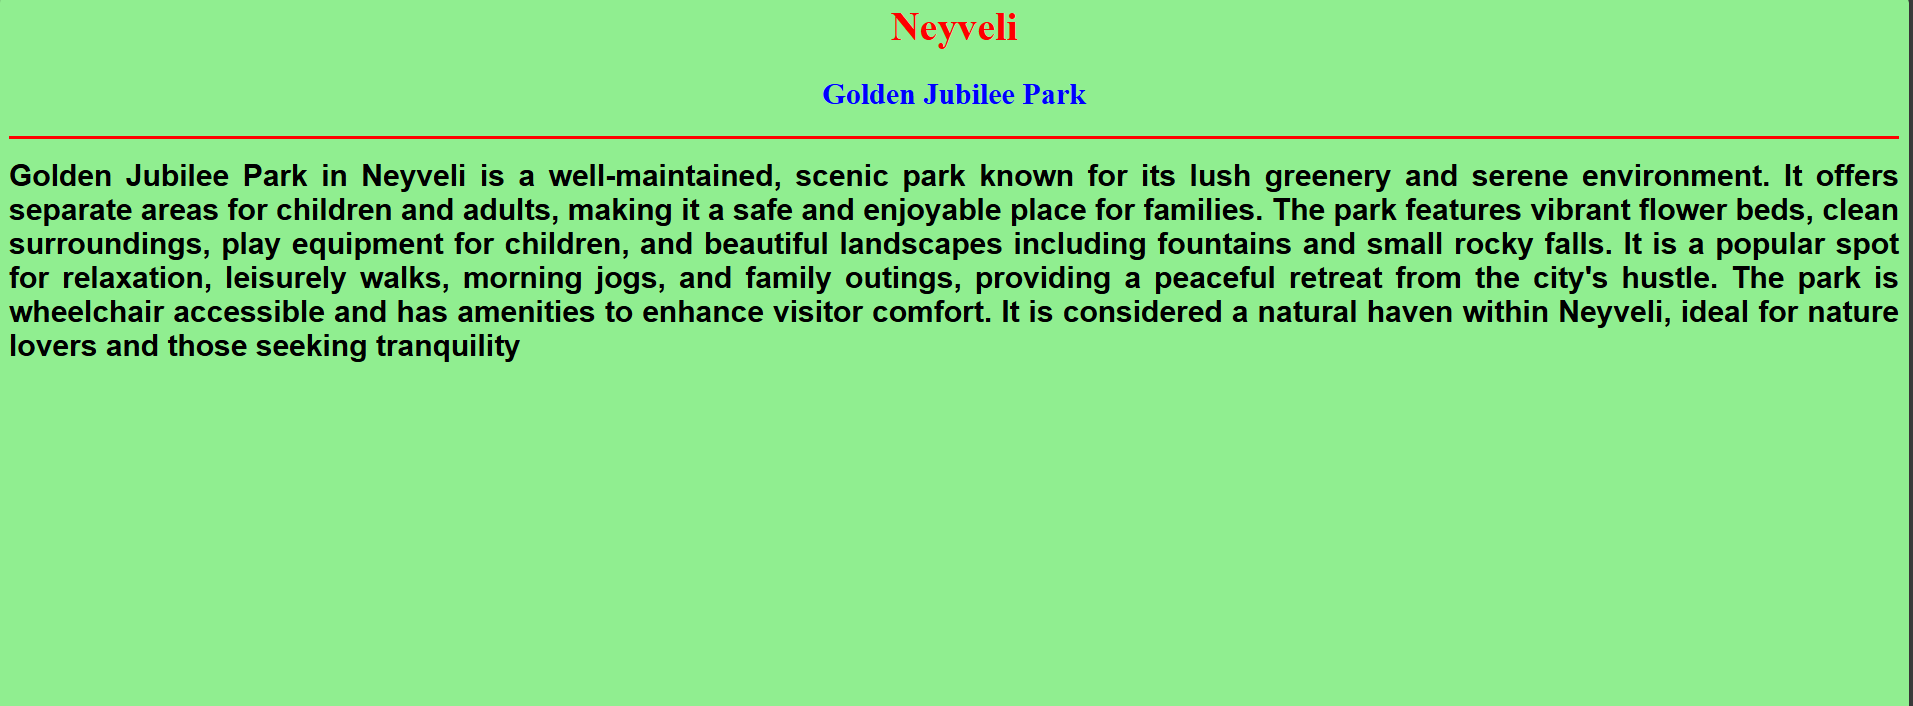 Neyveli
Golden Jubilee Park
Golden Jubilee Park in Neyveli is a well-maintained, scenic park known for its lush greenery and serene environment. It offers
separate areas for children and adults, making it a safe and enjoyable place for families. The park features vibrant flower beds, clean
surroundings, play equipment for children, and beautiful landscapes including fountains and small rocky falls. It is a popular spot
for relaxation, leisurely walks, morning jogs, and family outings, providing a peaceful retreat from the city's hustle. The park is
wheelchair accessible and has amenities to enhance visitor comfort. It is considered a natural haven within Neyveli, ideal for nature
lovers and those seeking tranquility